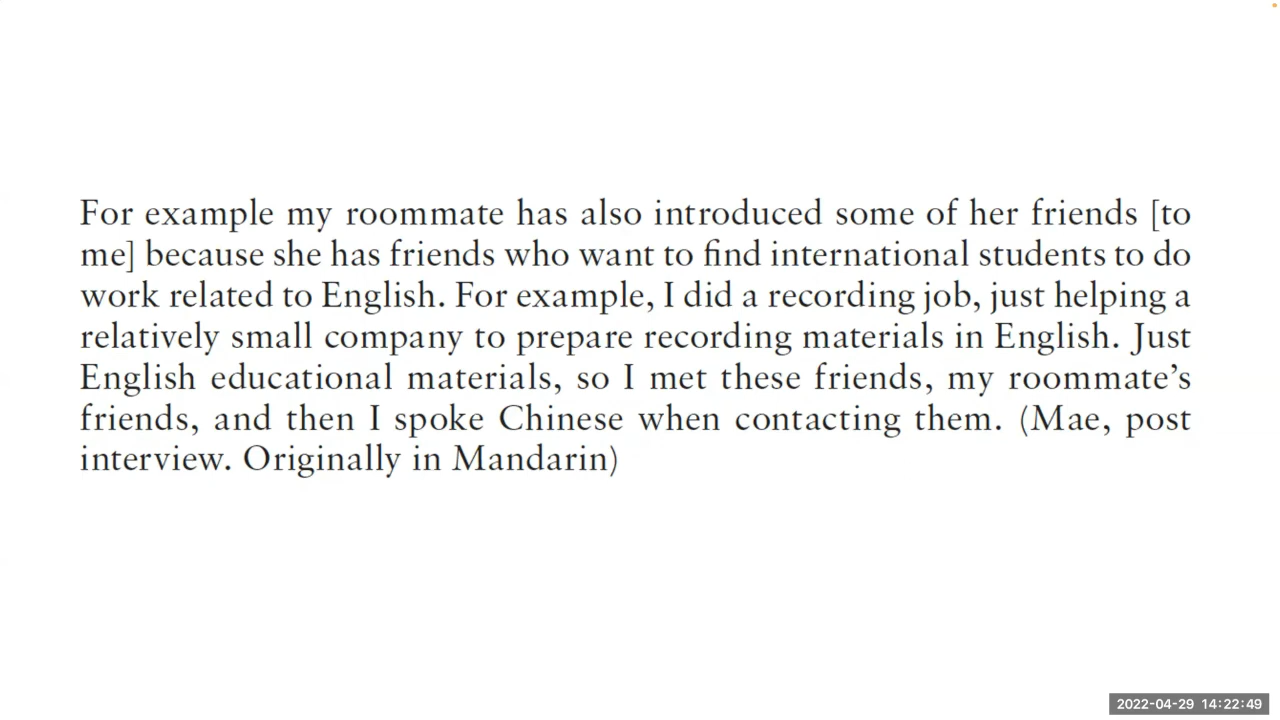 For example my roommate has also introduced some of her friends [to
me] because she has friends who want to find international students to do
work related to English. For example, I did a recording job, just helping a
relatively small company to prepare recording materials in English. Just
English educational materials, so I met these friends, my roommate’s
friends, and then I spoke Chinese when contacting them. (Mae, post
interview. Originally in Mandarin)
2022-04-29 14:22:49